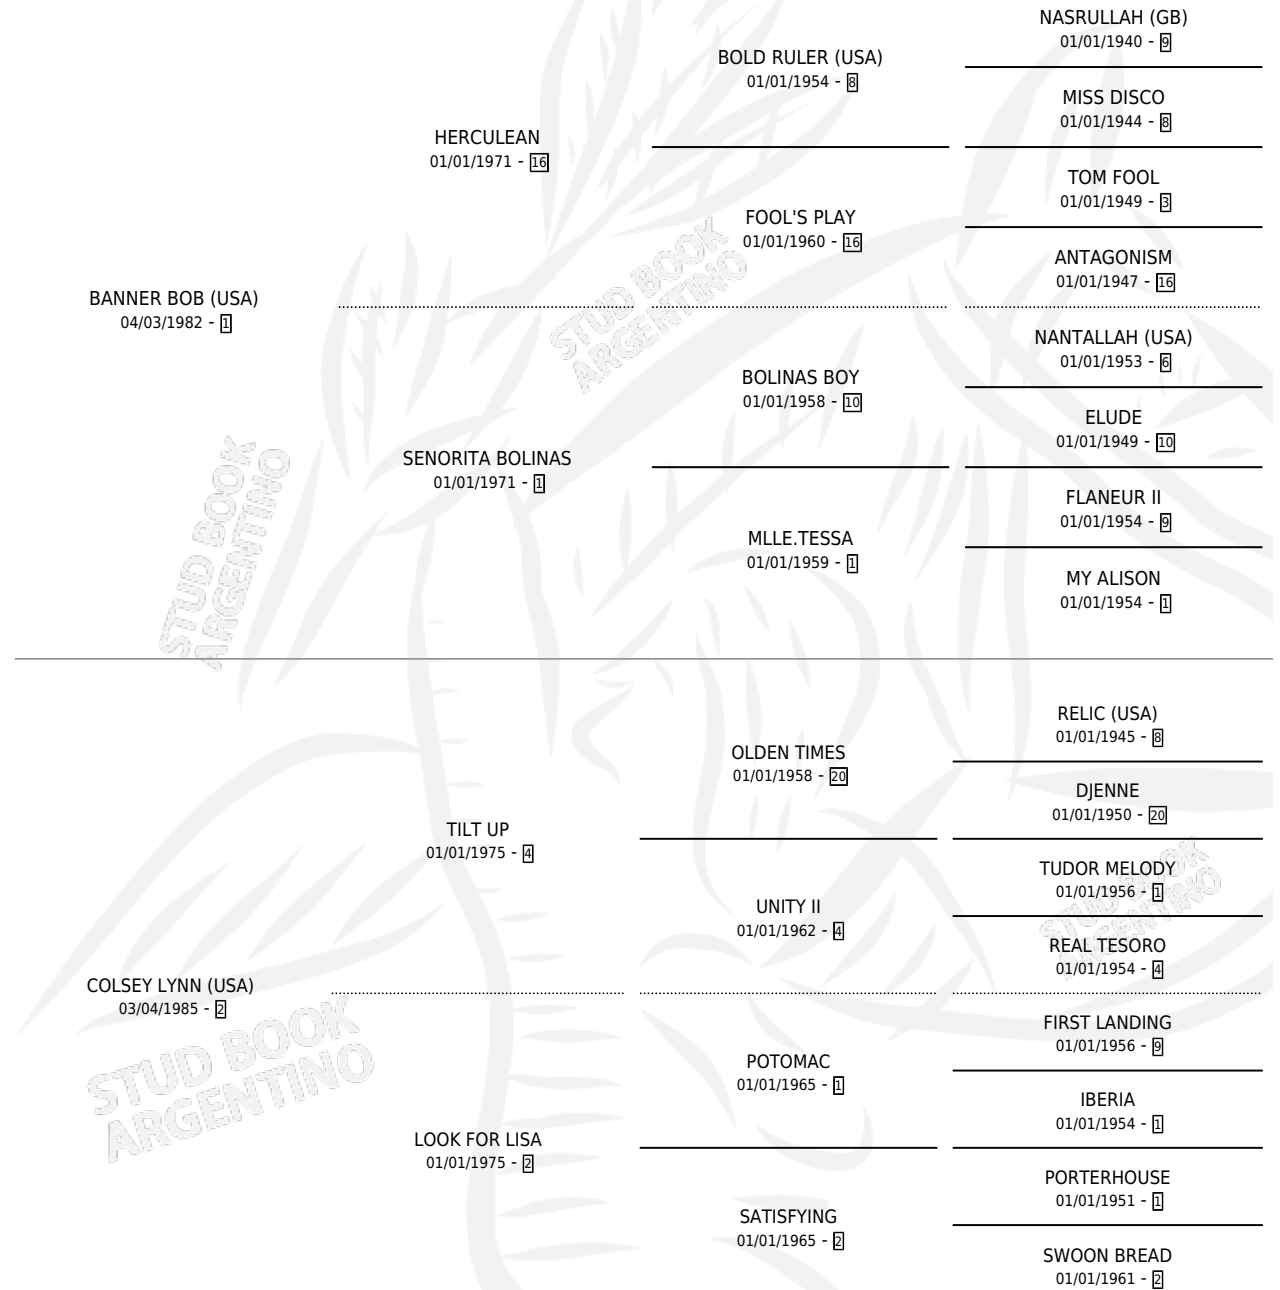 NASRULLAH (GB)
01/01/1940 - 9
BOLD RULER (USA)
01/01/1954 - 8
MISS DISCO
01/01/1944 - 8
HERCULEAN
01/01/1971 - 16
TOM FOOL
01/01/1949 - 3
FOOL'S PLAY
01/01/1960 - 16
ANTAGONISM
01/01/1947 - 16
BANNER BOB (USA)
04/03/1982 - 1
NANTALLAH (USA)
01/01/1953 - 6
BOLINAS BOY
01/01/1958 - 10
ELUDE
01/01/1949 - 10
SENORITA BOLINAS
01/01/1971 - 1
FLANEUR II
01/01/1954 - 9
MLLE.TESSA
01/01/1959 - 1
MY ALISON
01/01/1954 - 1
RELIC (USA)
01/01/1945 - 8
OLDEN TIMES
01/01/1958 - 20
DJENNE
01/01/1950 - 20
TILT UP
01/01/1975 - 4
TUDOR MELODY
01/01/1956 - 1
UNITY II
01/01/1962 - 4
REAL TESORO
01/01/1954 - 4
COLSEY LYNN (USA)
03/04/1985 - 2
FIRST LANDING
01/01/1956 - 9
POTOMAC
01/01/1965 - 1
IBERIA
01/01/1954 - 1
LOOK FOR LISA
01/01/1975 - 2
PORTERHOUSE
01/01/1951 - 1
SATISFYING
01/01/1965 - 2
SWOON BREAD
01/01/1961 - 2
STUD BOOK
ARGENTINO
STUD BOOK
ARGENTINO
STUD BOOK
ARGENTINO
STUD BOOK
ARGENTINO